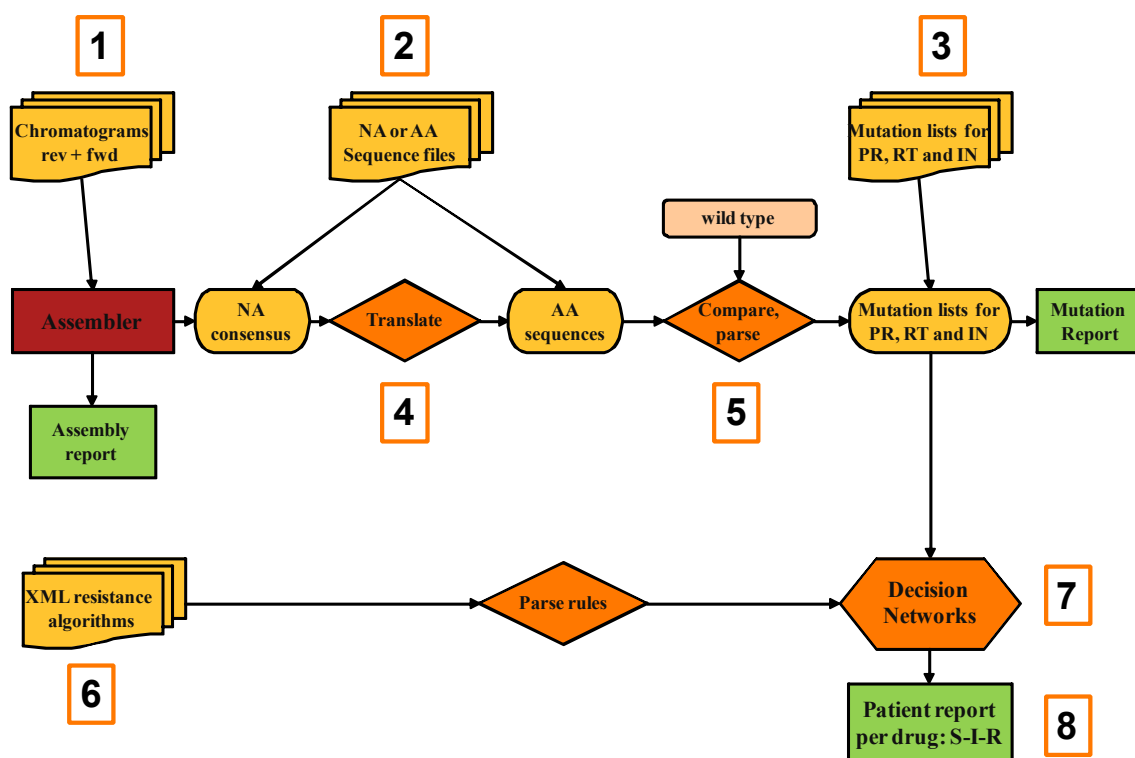 1
2
3
Chromatograms
rev + fwd
NA or AA
Sequence files
Mutation lists for
PR, RT and IN
wild type
Assembler
NA
consensus
Translate
AA
sequences
Compare,
parse
Mutation lists for
PR, RT and IN
Mutation
Report
4
5
Assembly
report
XML resistance
algorithms
Parse rules
Decision
Networks
7
6
Patient report
per drug: S-I-R
8